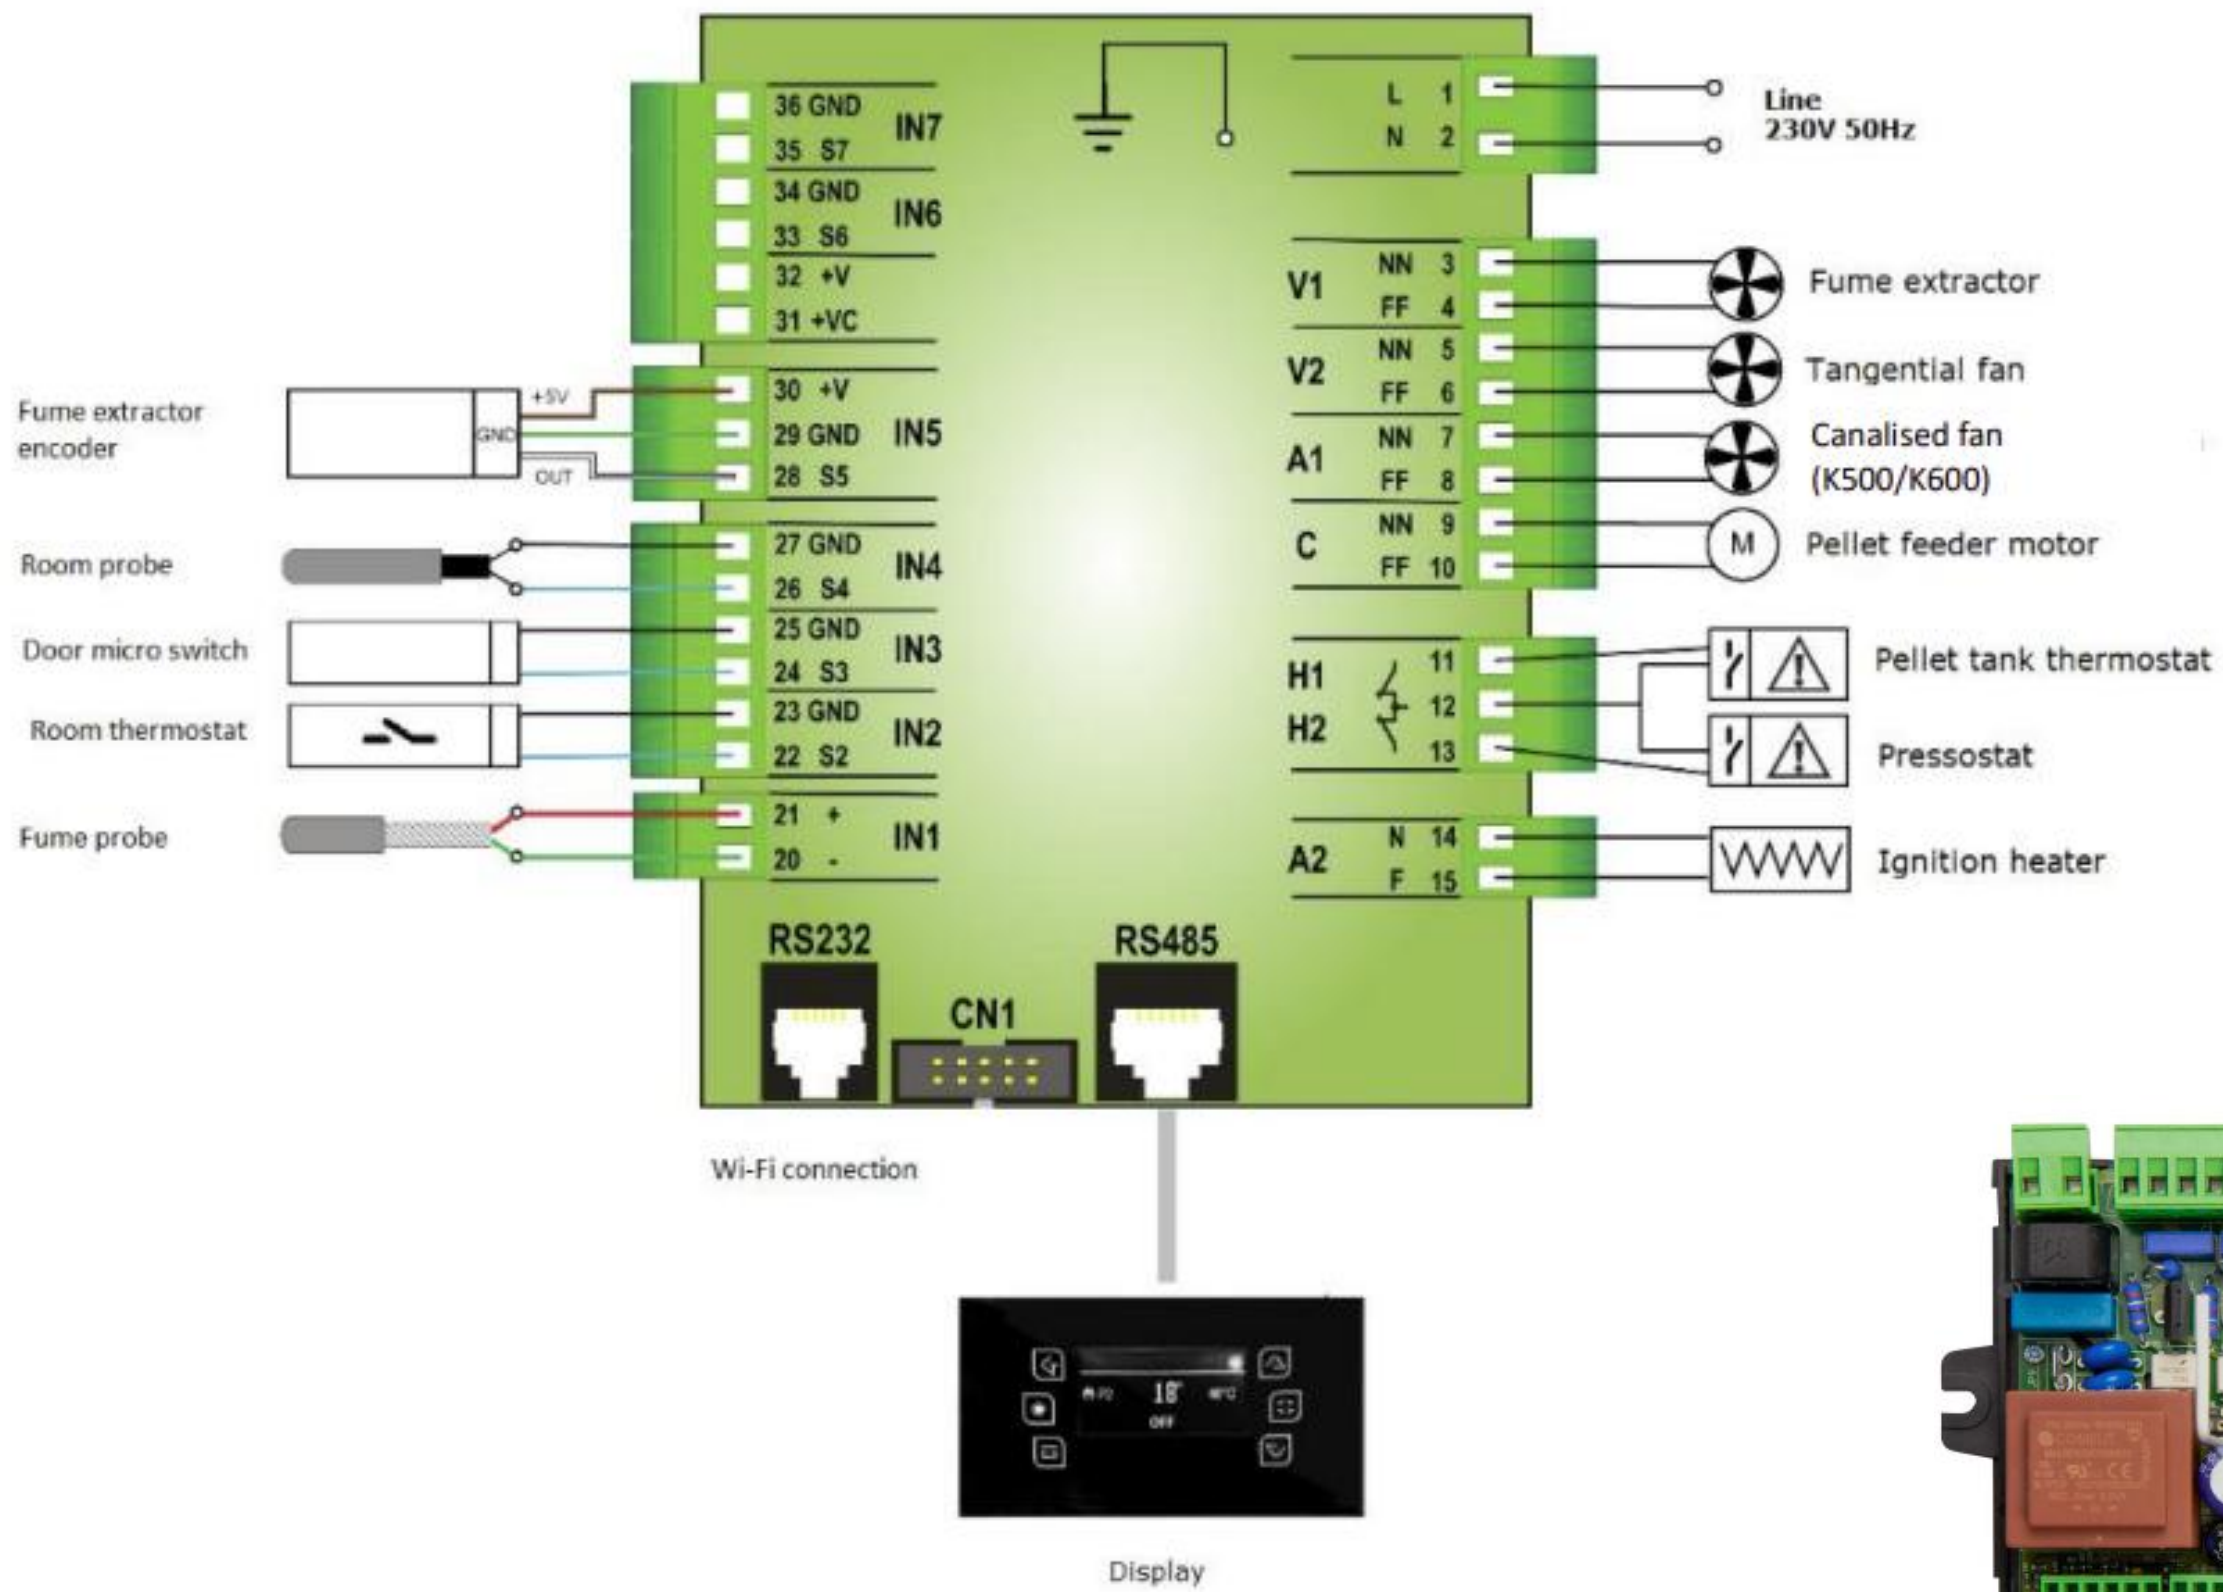 36 GND
IN7
35 S7
34 GND
IN6
33 S6
32 +V
31 +VC
30 +V
29 GND IN5
28 S5
27 GND
IN4
26 S4
25 GND
IN3
24 S3
23 GND
IN2
22 S2
21 +
IN1
20 -
Fume extractor
encoder
+5V
GND
OUT
Room probe
Door micro switch
Room thermostat
Fume probe
L 1
N 2
Line
230V 50Hz
V1
NN 3
FF 4
Fume extractor
V2
NN 5
FF 6
Tangential fan
A1
NN 7
FF 8
Canalised fan
(K500/K600)
C
NN 9
FF 10
M
Pellet feeder motor
H1
11
12
H2
13
Pellet tank thermostat
Pressostat
A2
N 14
F 15
Ignition heater
RS232
CN1
RS485
Wi-Fi connection
18°
OFF
Display